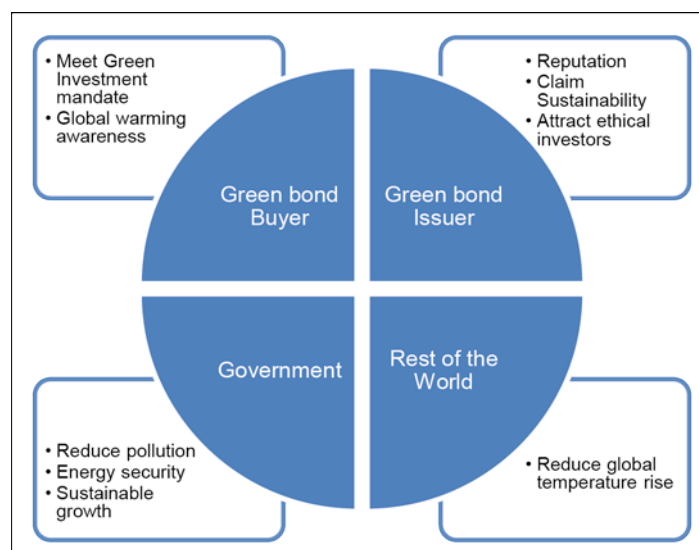 • Meet Green
Investment
mandate
• Global warming
awareness
• Reputation
• Claim
Sustainability
• Attract ethical
investors
Green bond
Buyer
Green bond
Issuer
Government
Rest of the
World
• Reduce pollution
• Energy security
• Sustainable
growth
• Reduce global
temperature rise